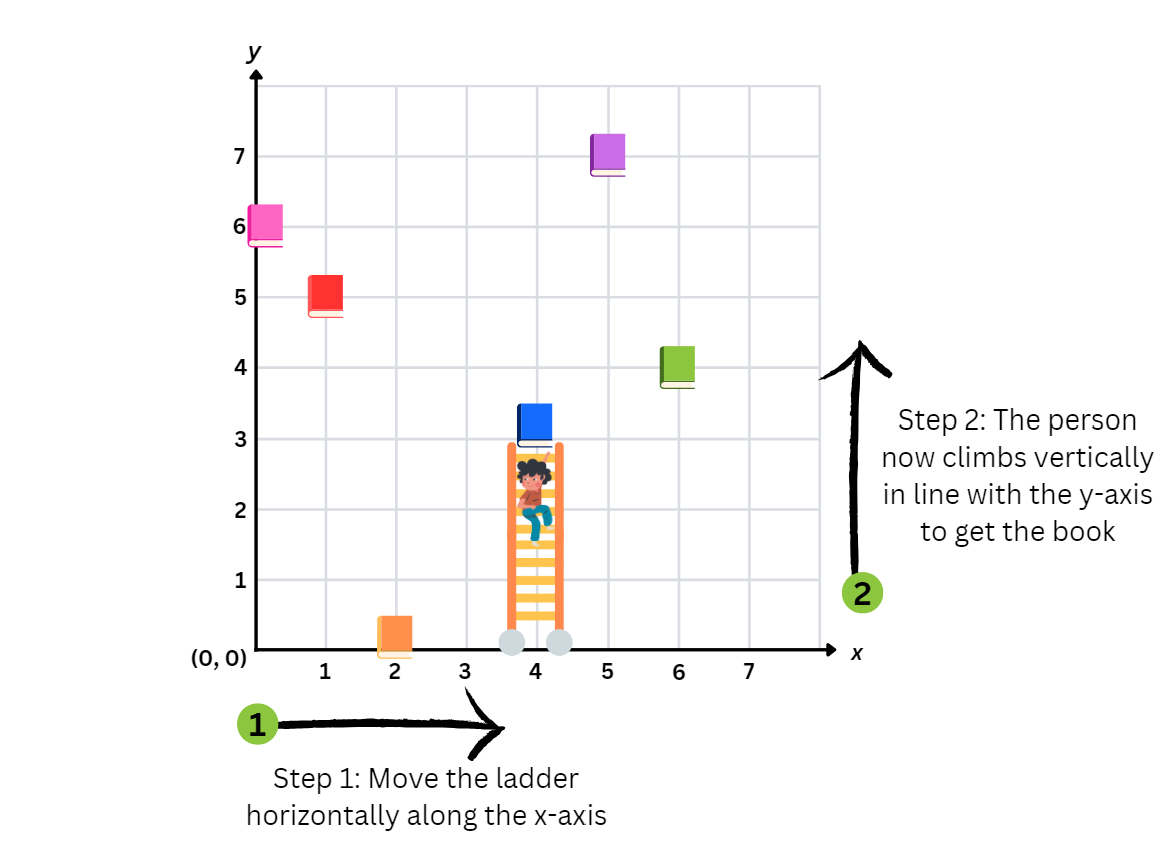 y
7
6
5
4
3
2
1
(0, 0)
1 2 3 4 5 6 7
x
1
Step 1: Move the ladder
horizontally along the x-axis
Step 2: The person
now climbs vertically
in line with the y-axis
to get the book
2